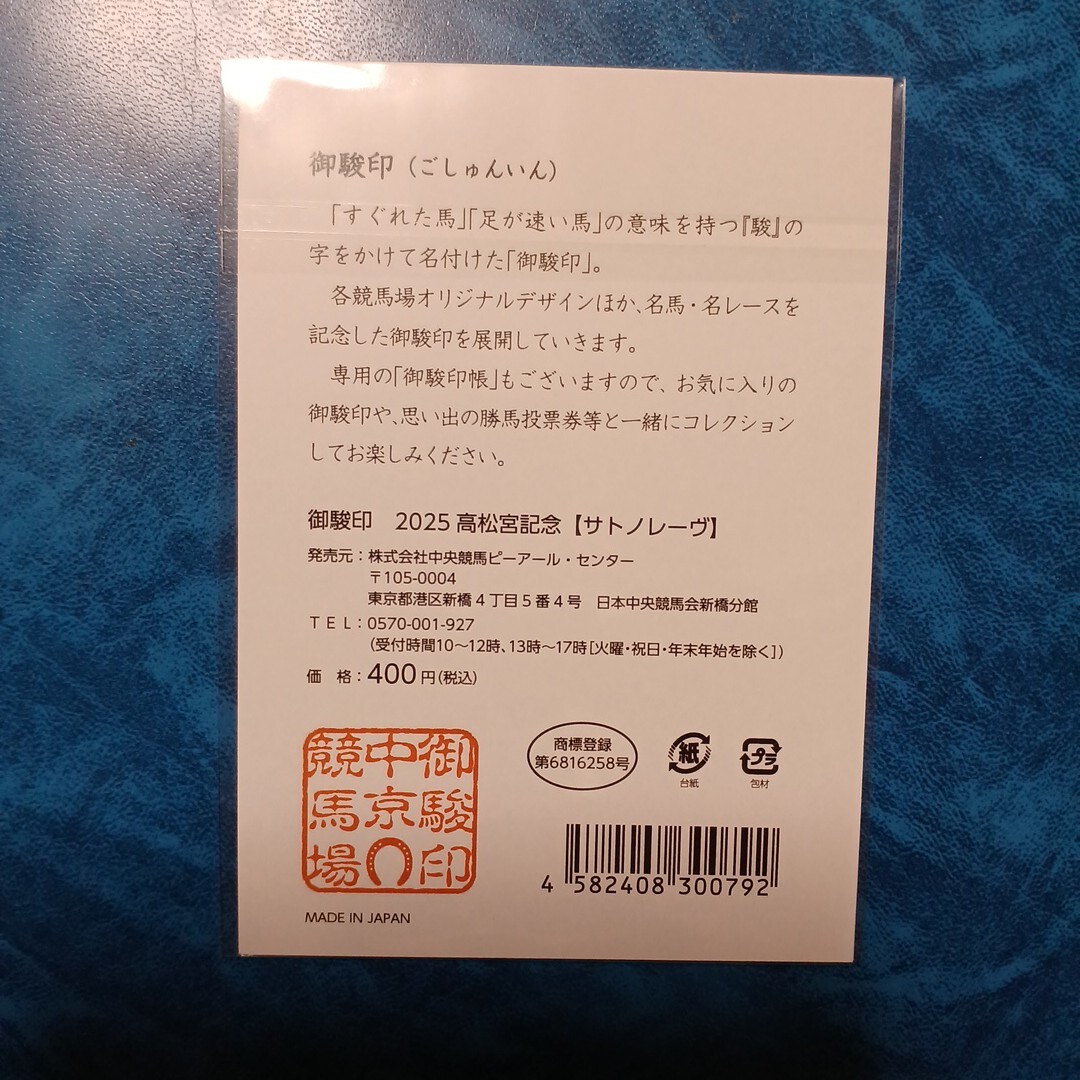 御駿印（ごしゅんいん）
「すぐれた馬」「足が速い馬」の意味を持つ『駿』の
字をかけて名付けた「御駿印」。
各競馬場オリジナルデザインほか、名馬・名レースを
記念した御駿印を展開していきます。
専用の「御駿印帳」もございますので、お気に入りの
御駿印や、思い出の勝馬投票券等と一緒にコレクション
してお楽しみください。
御駿印　2025 高松宮記念【サトノレーヴ】
発売元：株式会社中央競馬ピーアール・センター
〒105-0004
東京都港区新橋４丁目５番４号　日本中央競馬会新橋分館
ＴＥＬ：0570-001-927
（受付時間10～12時、13時～17時［火曜・祝日・年末年始を除く］）
価　格：400円（税込）
御駿印
中京
競馬場
商標登録
第6816258号
紙
台紙
プラ
包材
4 582408 300792
MADE IN JAPAN